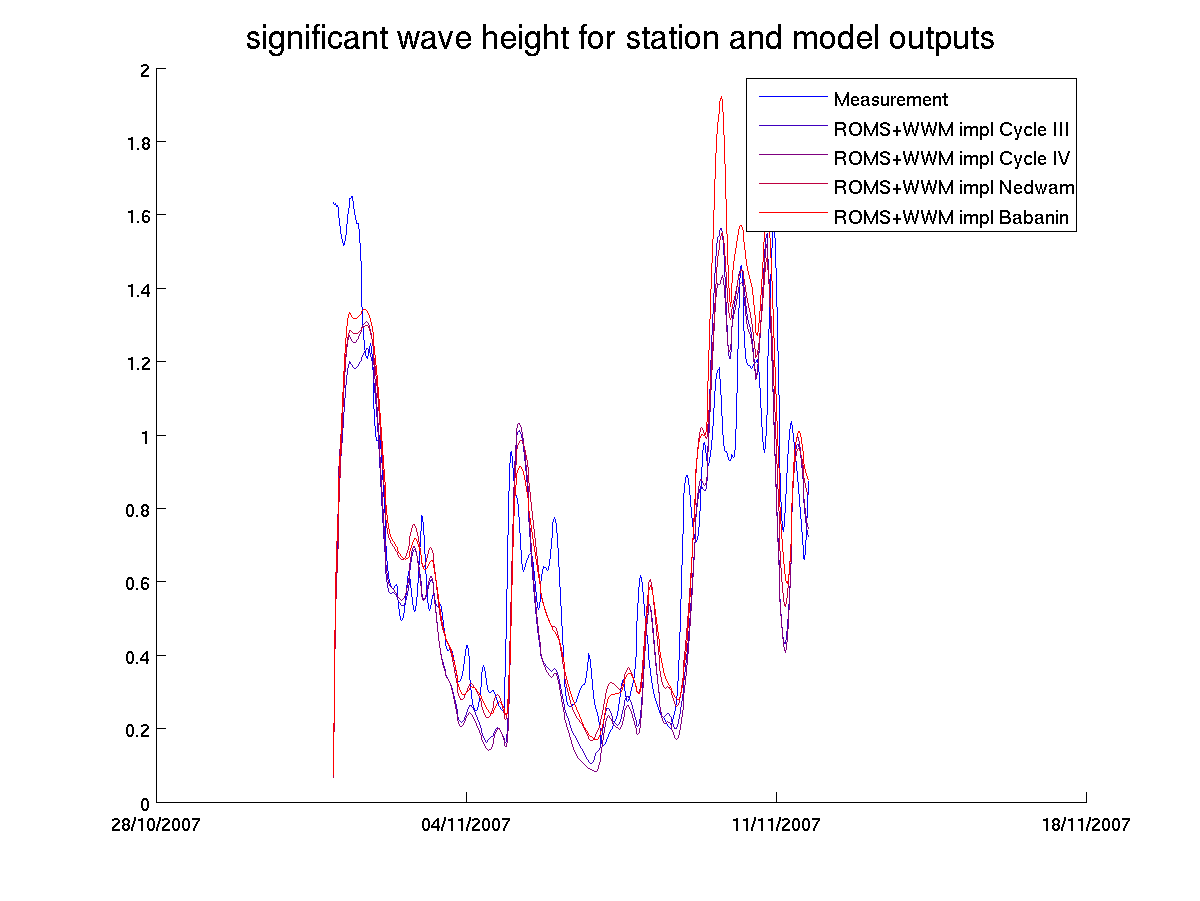 significant wave height for station and model outputs
Measurement
ROMS+WWM impl Cycle III
ROMS+WWM impl Cycle IV
ROMS+WWM impl Nedwam
ROMS+WWM impl Babanin
2
1.8
1.6
1.4
1.2
1
0.8
0.6
0.4
0.2
0
28/10/2007 04/11/2007 11/11/2007 18/11/2007